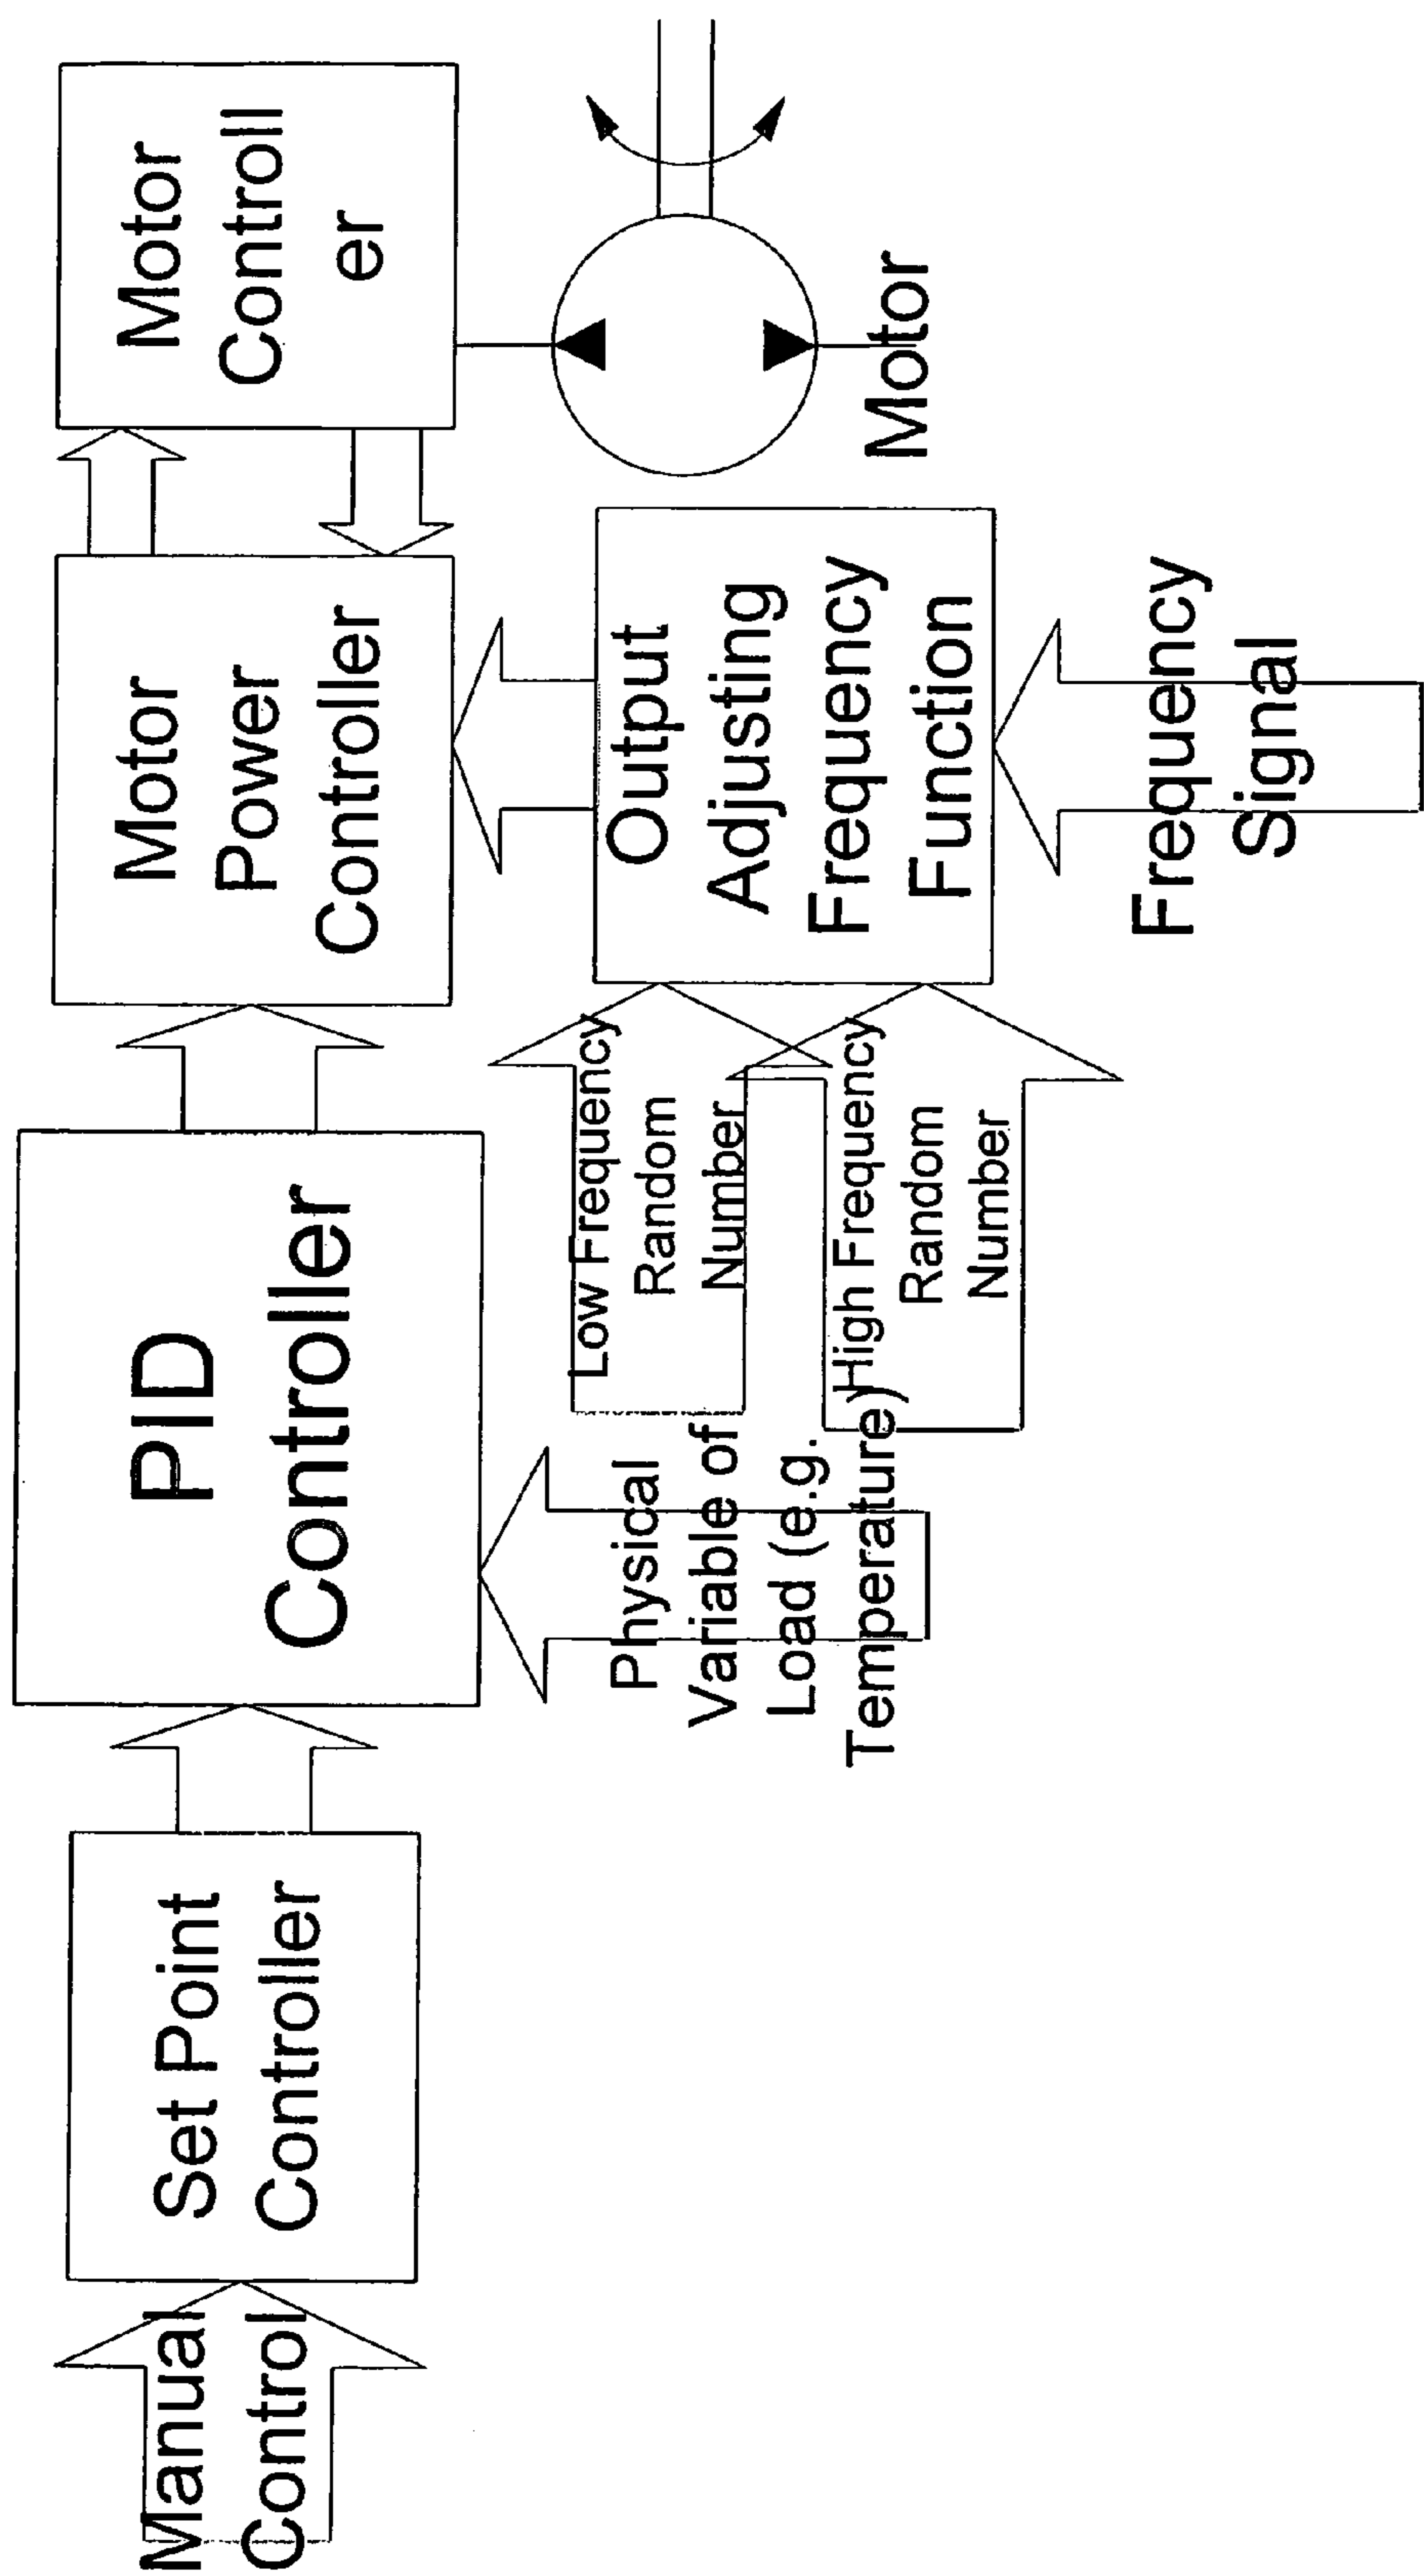 Manual
Control
Set Point
Controller
PID
Controller
Motor
Power
Controller
Motor
Controll
er
Physical
Variable of
Load (e.g.
Temperature)
Low Frequency
Random
Number
High Frequency
Random
Number
Output
Adjusting
Frequency
Function
Motor
Frequency
Signal